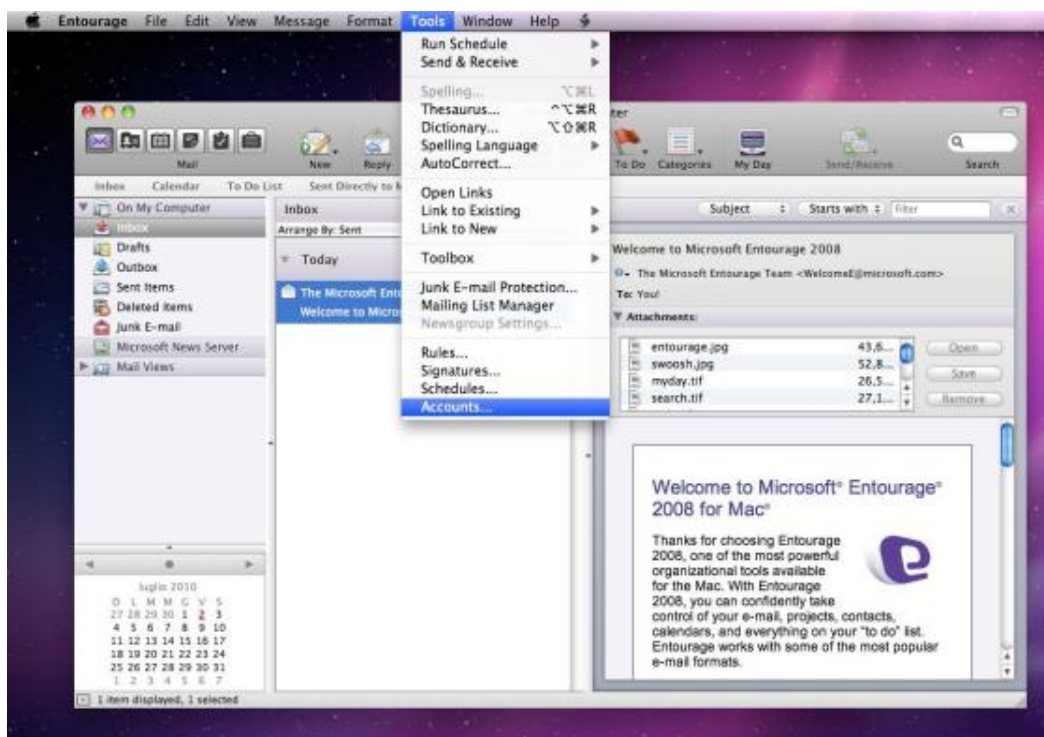 Entourage File Edit View Message Format Tools Window Help
Run Schedule
Send & Receive
Spelling... ⌥⌘L
Thesaurus... ^⌥⌘R
Dictionary... ⌥⇧⌘R
Spelling Language
AutoCorrect...
Open Links
Link to Existing
Link to New
Toolbox
Junk E-mail Protection...
Mailing List Manager
Newsgroup Settings...
Rules...
Signatures...
Schedules...
Accounts...
ter
Mail New Reply To Do Categories My Day Send/Receive Search
Inbox Calendar To Do List Sent Directly to M
On My Computer
Inbox
Drafts
Outbox
Sent Items
Deleted Items
Junk E-mail
Microsoft News Server
Mail Views
Inbox
Arrange By: Sent
Today
The Microsoft Ento
Welcome to Micros
Subject Starts with Filter
Welcome to Microsoft Entourage 2008
The Microsoft Entourage Team <WelcomeE@microsoft.com>
To: You!
Attachments:
entourage.jpg 43,6... Open
swoosh.jpg 52,8...
myday.tif 26,5... Save
search.tif 27,1... Remove
Welcome to Microsoft® Entourage®
2008 for Mac®
Thanks for choosing Entourage
2008, one of the most powerful
organizational tools available
for the Mac. With Entourage
2008, you can confidently take
control of your e-mail, projects, contacts,
calendars, and everything on your "to do" list.
Entourage works with some of the most popular
e-mail formats.
luglio 2010
D L M M G V S
27 28 29 30 1 2 3
4 5 6 7 8 9 10
11 12 13 14 15 16 17
18 19 20 21 22 23 24
25 26 27 28 29 30 31
1 2 3 4 5 6 7
1 item displayed, 1 selected